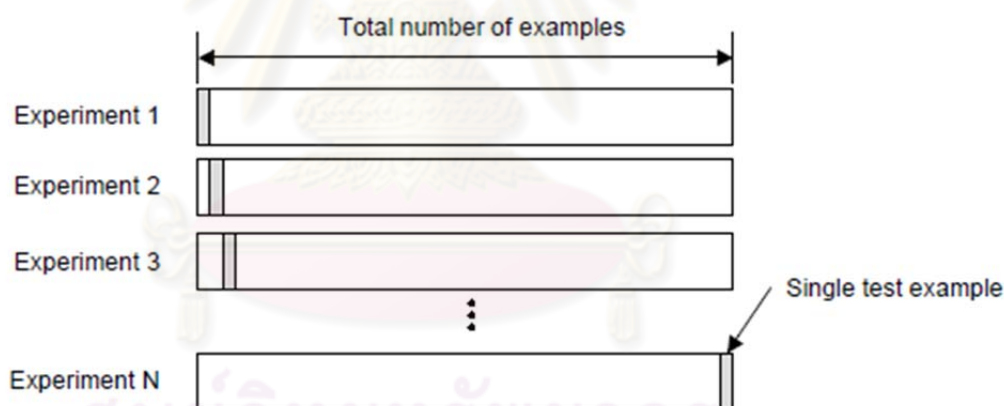 Total number of examples
Experiment 1
Experiment 2
Experiment 3
Single test example
Experiment N